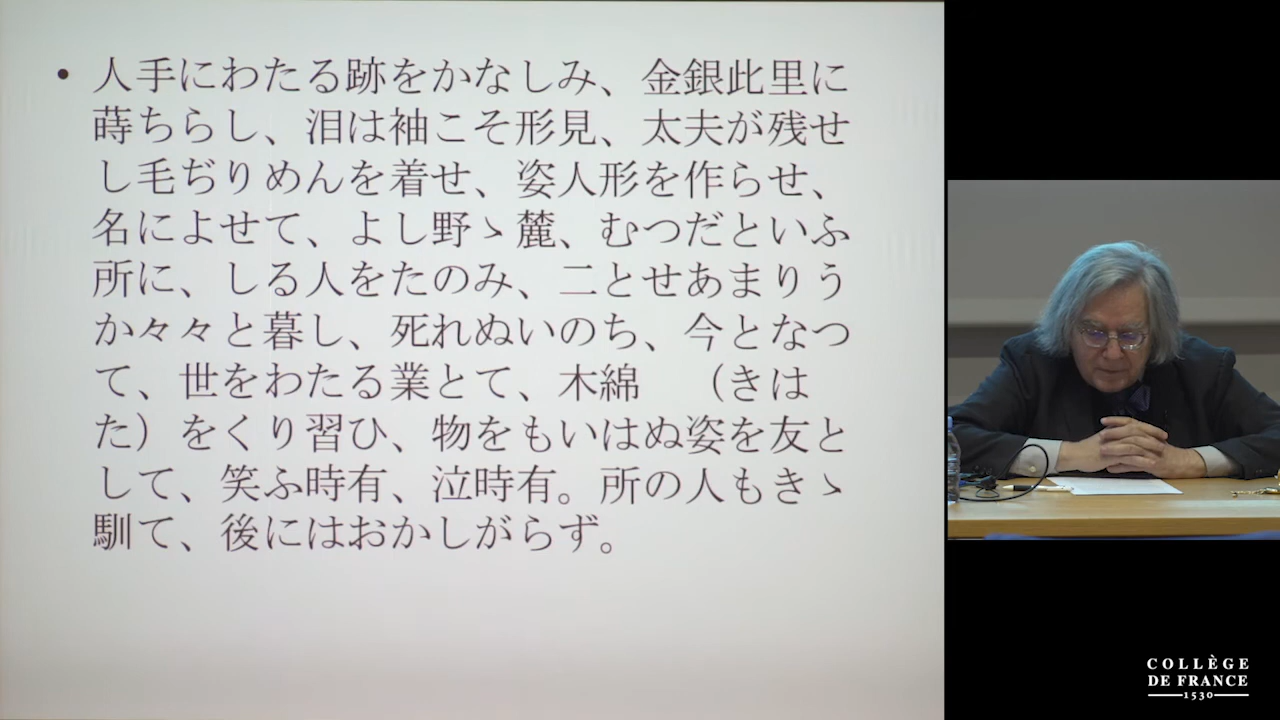 • 人手にわたる跡をかなしみ、金銀此里に
蒔ちらし、泪は袖こそ形見、太夫が残せ
し毛ぢりめんを着せ、姿人形を作らせ、
名によせて、よし野ゝ麓、むつだといふ
所に、しる人をたのみ、二とせあまりう
か々々と暮し、死れぬいのち、今となつ
て、世をわたる業とて、木綿　（きは
た）をくり習ひ、物をもいはぬ姿を友と
して、笑ふ時有、泣時有。所の人もきゝ
馴て、後にはおかしがらず。
COLLÈGE
DE FRANCE
1530